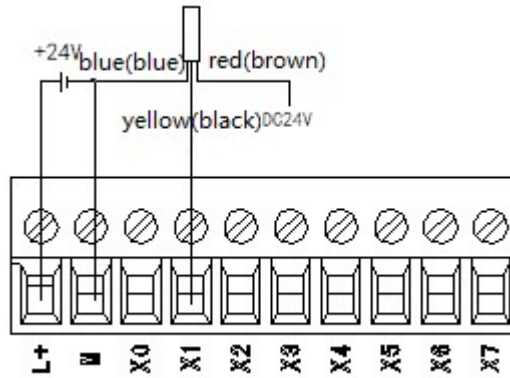 +24V
blue(blue)
red(brown)
yellow(black)
DC24V
L+
M
X0
X1
X2
X3
X4
X5
X6
X7